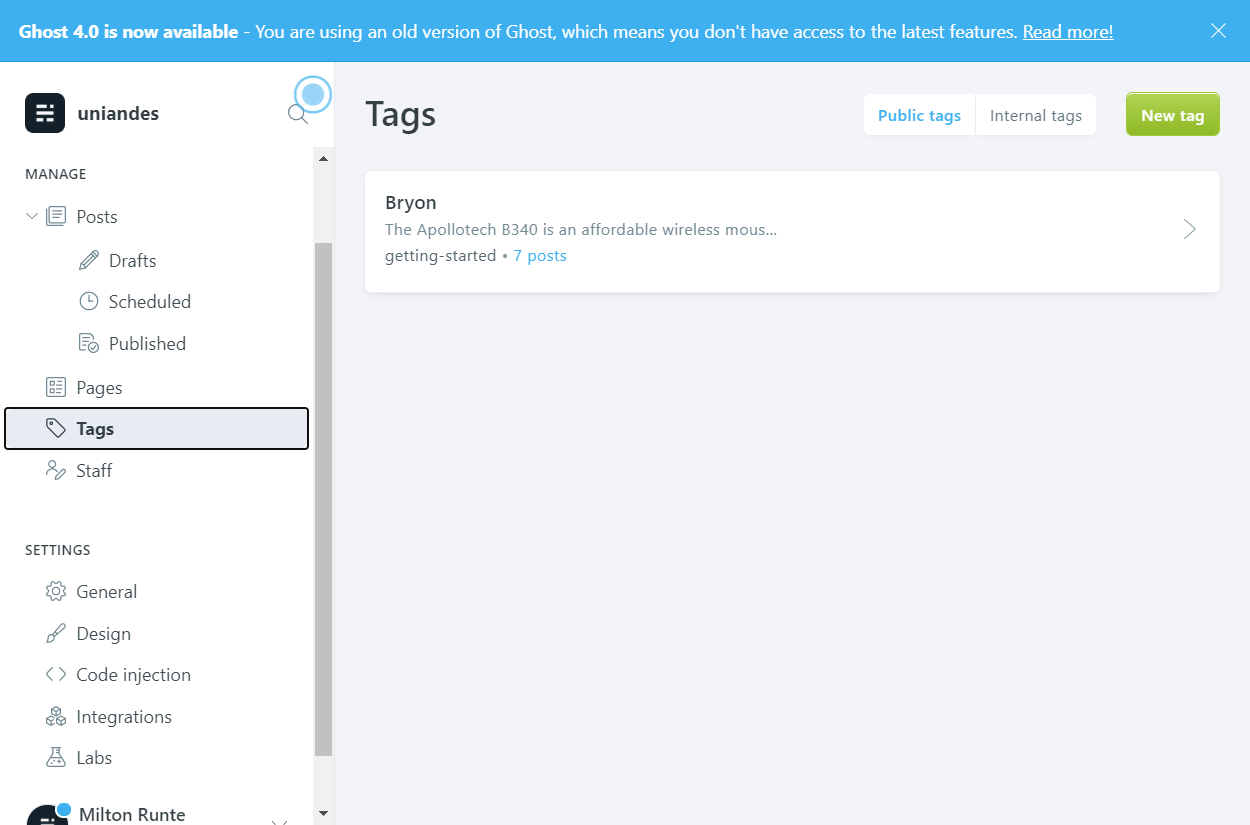 Ghost 4.0 is now available - You are using an old version of Ghost, which means you don't have access to the latest features. Read more!
uniandes
MANAGE
Posts
Drafts
Scheduled
Published
Pages
Tags
Staff
SETTINGS
General
Design
Code injection
Integrations
Labs
Milton Runte
Tags
Public tags
Internal tags
New tag
Bryon
The Apollotech B340 is an affordable wireless mous...
getting-started • 7 posts